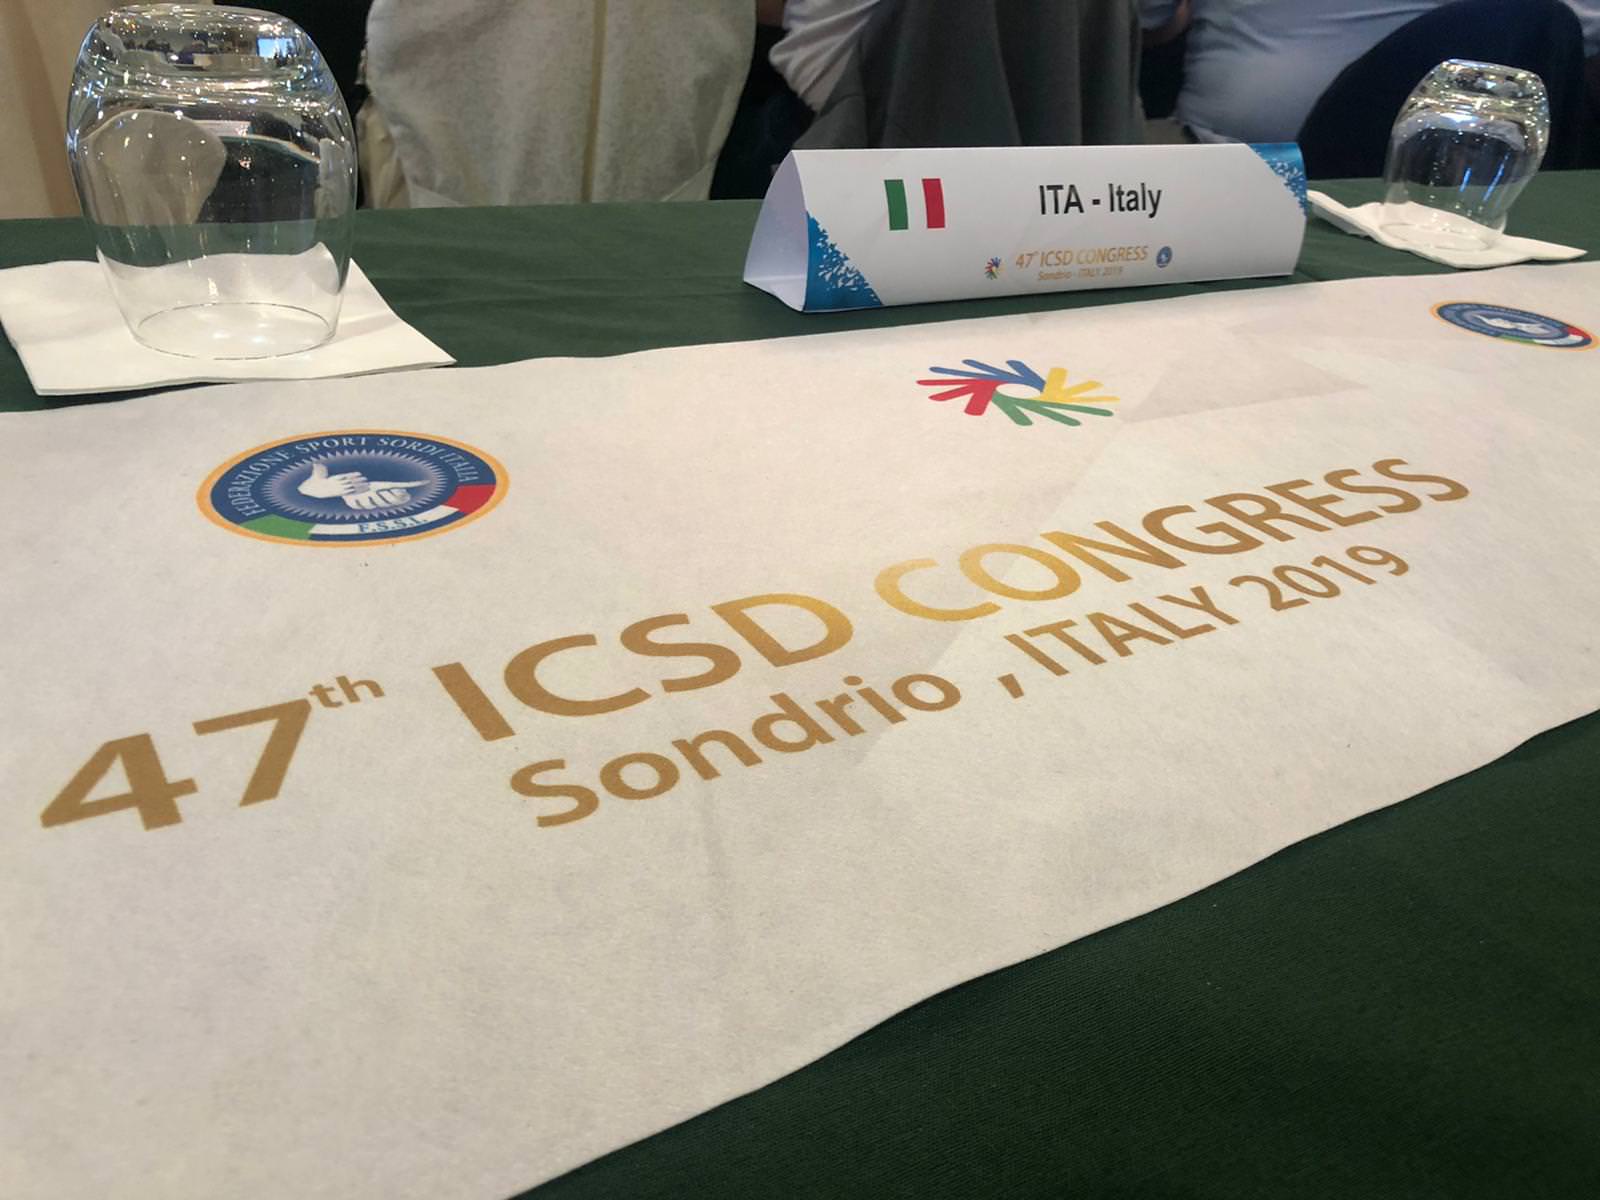 ITA - Italy
47° ICSD CONGRESS
Sondrio - ITALY 2019
FEDERAZIONE SPORT SORDI ITALIA
F.S.S.I.
47th ICSD CONGRESS
Sondrio , ITALY 2019